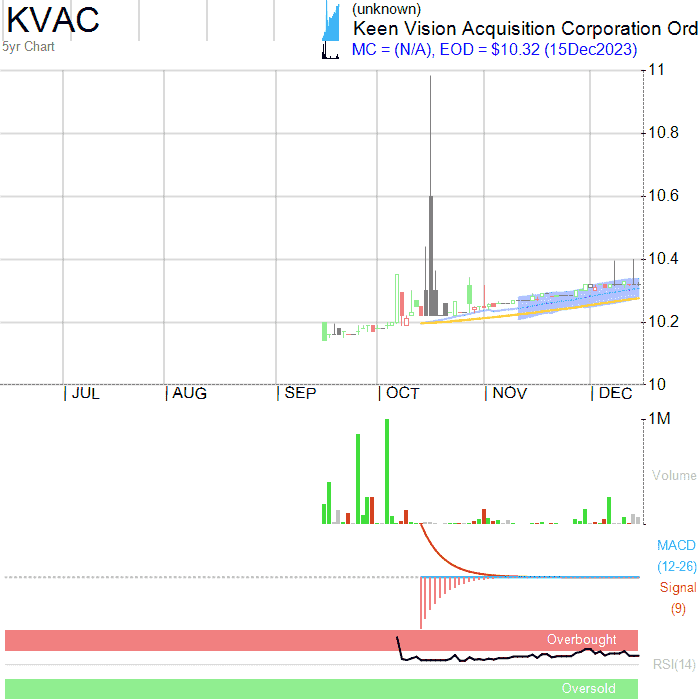 KVAC
(unknown)
Keen Vision Acquisition Corporation Ord
5yr Chart
MC = (N/A), EOD = $10.32 (15Dec2023)
11
10.8
10.6
10.4
10.2
10
JUL
AUG
SEP
OCT
NOV
DEC
1M
Volume
MACD
(12-26)
Signal
(9)
Overbought
RSI(14)
Oversold